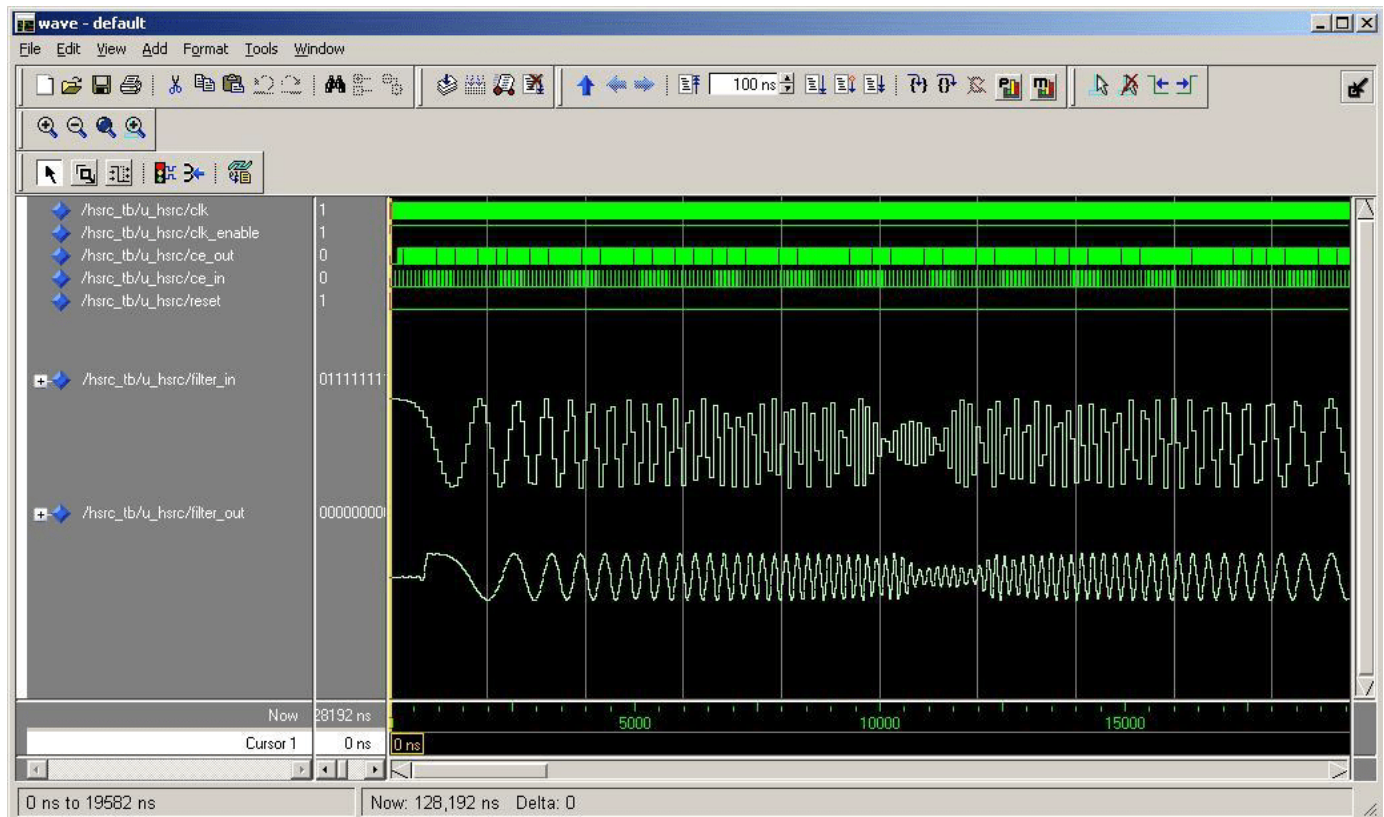 wave - default
File Edit View Add Format Tools Window
100 ns
/hsrc_tb/u_hsrc/clk 1
/hsrc_tb/u_hsrc/clk_enable 1
/hsrc_tb/u_hsrc/ce_out 0
/hsrc_tb/u_hsrc/ce_in 0
/hsrc_tb/u_hsrc/reset 1
/hsrc_tb/u_hsrc/filter_in 011111111
/hsrc_tb/u_hsrc/filter_out 000000000
Now 28192 ns 5000 10000 15000
Cursor 1 0 ns 0 ns
0 ns to 19582 ns Now: 128,192 ns Delta: 0